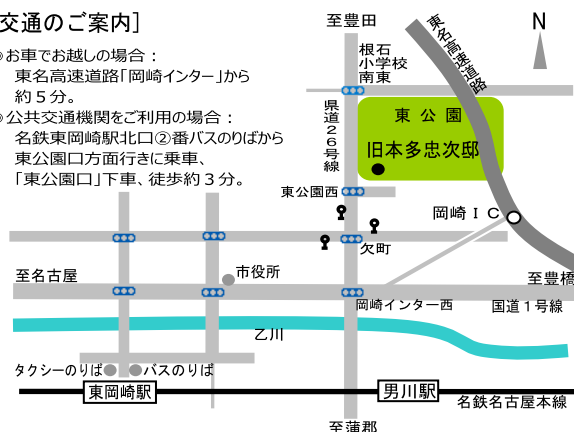 交通のご案内]
お車でお越しの場合：
東名高速道路「岡崎インター」から
約５分。
公共交通機関をご利用の場合：
名鉄東岡崎駅北口②番バスのりばから
東公園口方面行きに乗車、
「東公園口」下車、徒歩約３分。
至豊田
根石
小学校
南東
東名高速道路
N
県道２６号線
東公園
旧本多忠次邸
東公園西
岡崎ＩＣ
欠町
至名古屋
市役所
至豊橋
岡崎インター西
国道１号線
乙川
タクシーのりば
バスのりば
東岡崎駅
男川駅
名鉄名古屋本線
至蒲郡